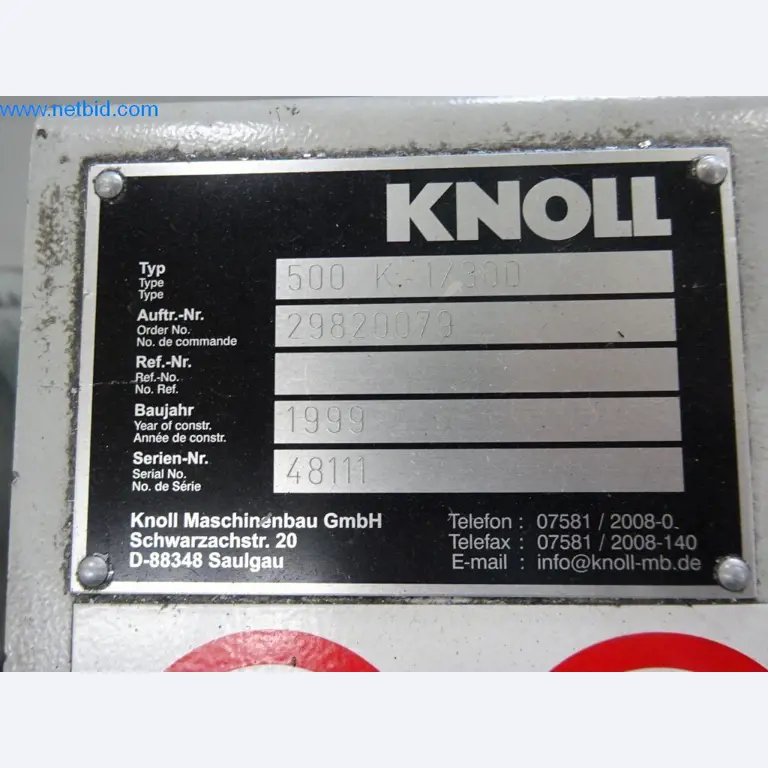 www.netbid.com
KNOLL
Typ
Type
Type
500 K-1/300
Auftr.-Nr.
Order No.
No. de commande
29820079
Ref.-Nr.
Ref.-No.
No. Ref.
Baujahr
Year of constr.
Année de constr.
1999
Serien-Nr.
Serial No.
No. de Série
48111
Knoll Maschinenbau GmbH
Schwarzachstr. 20
D-88348 Saulgau
Telefon : 07581 / 2008-0
Telefax : 07581 / 2008-140
E-mail : info@knoll-mb.de